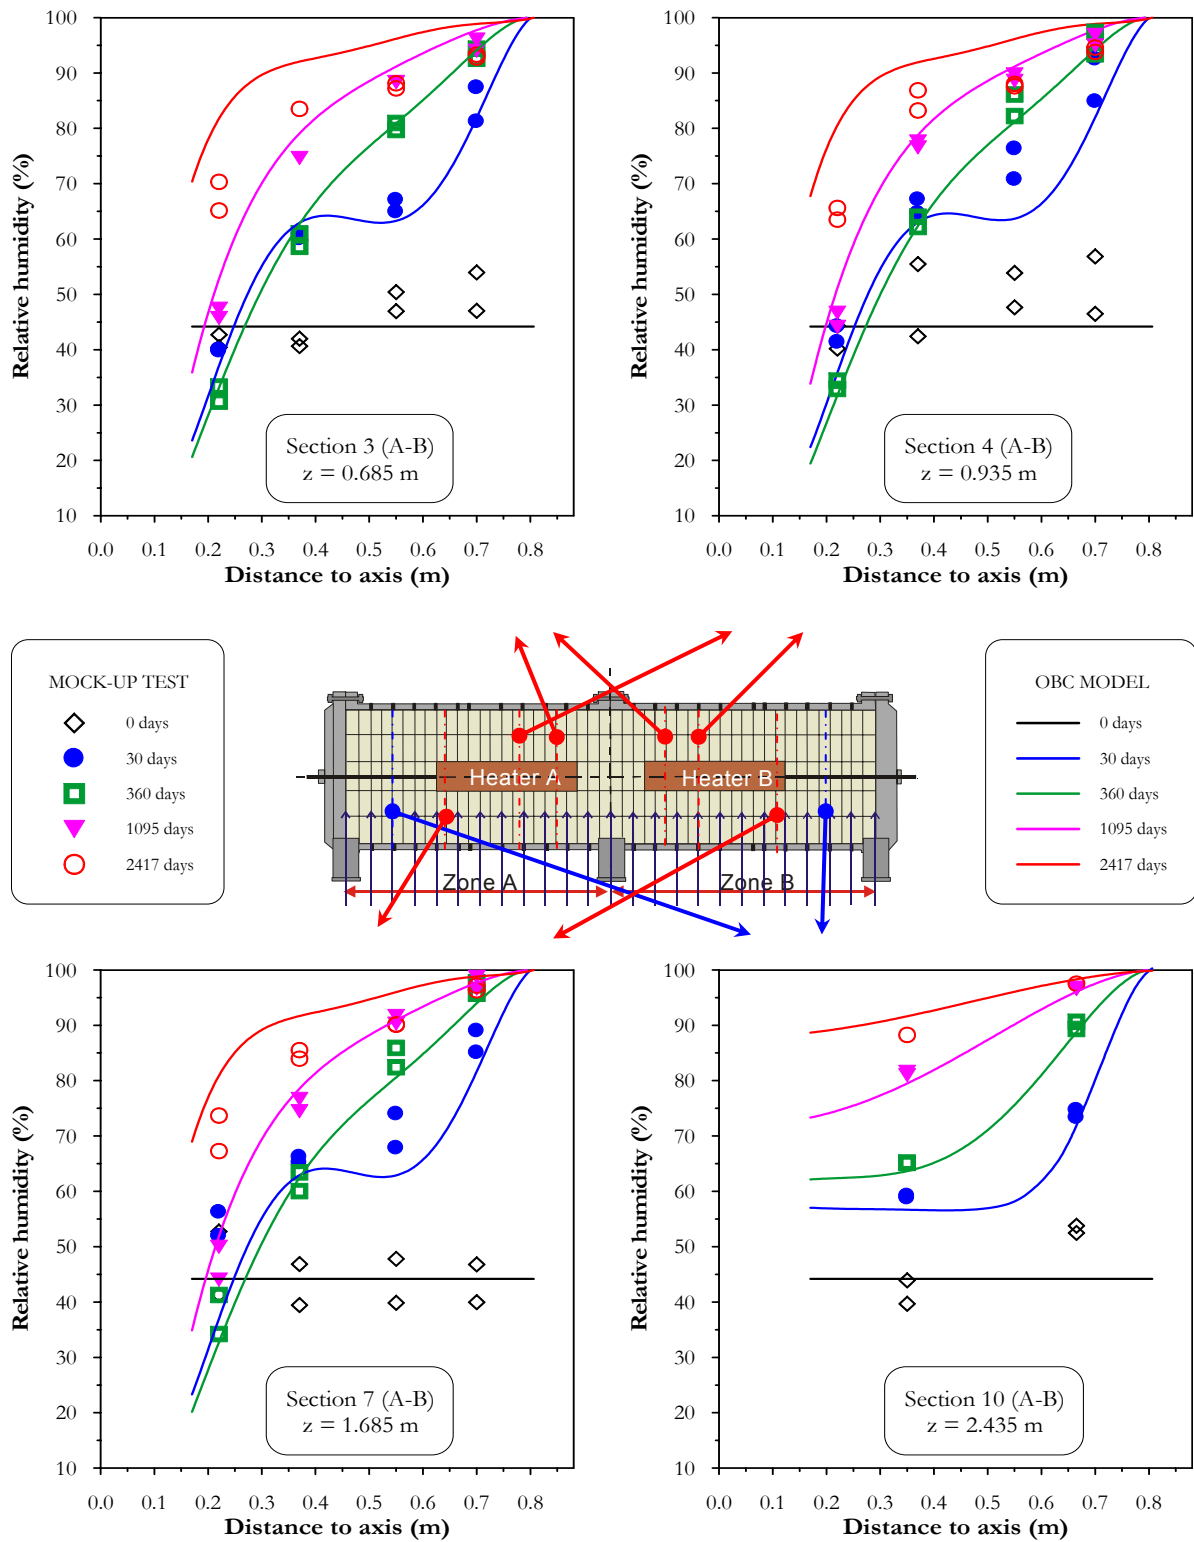 100
90
80
70
60
50
40
30
20
10
Relative humidity (%)
0.0 0.1 0.2 0.3 0.4 0.5 0.6 0.7 0.8
Distance to axis (m)
Section 3 (A-B)
z = 0.685 m
100
90
80
70
60
50
40
30
20
10
Relative humidity (%)
0.0 0.1 0.2 0.3 0.4 0.5 0.6 0.7 0.8
Distance to axis (m)
Section 4 (A-B)
z = 0.935 m
MOCK-UP TEST
0 days
30 days
360 days
1095 days
2417 days
Heater A
Heater B
Zone A
Zone B
OBC MODEL
0 days
30 days
360 days
1095 days
2417 days
100
90
80
70
60
50
40
30
20
10
Relative humidity (%)
0.0 0.1 0.2 0.3 0.4 0.5 0.6 0.7 0.8
Distance to axis (m)
Section 7 (A-B)
z = 1.685 m
100
90
80
70
60
50
40
30
20
10
Relative humidity (%)
0.0 0.1 0.2 0.3 0.4 0.5 0.6 0.7 0.8
Distance to axis (m)
Section 10 (A-B)
z = 2.435 m